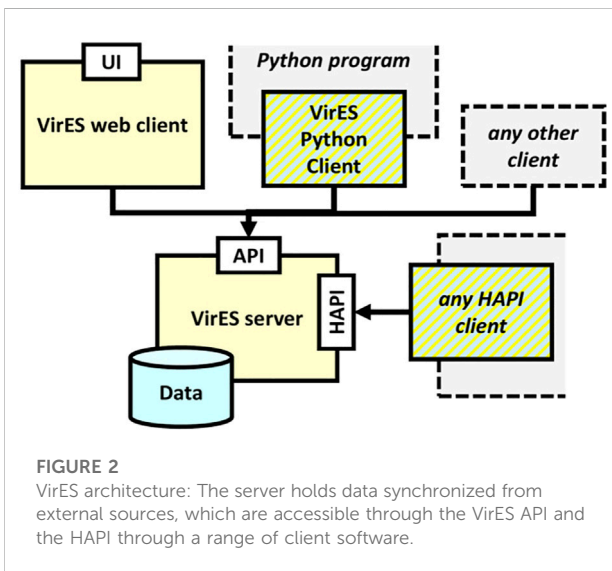 UI
VirES web client
Python program
VirES
Python
Client
any other
client
API
VirES server
HAPI
any HAPI
client
Data
FIGURE 2
VirES architecture: The server holds data synchronized from
external sources, which are accessible through the VirES API and
the HAPI through a range of client software.